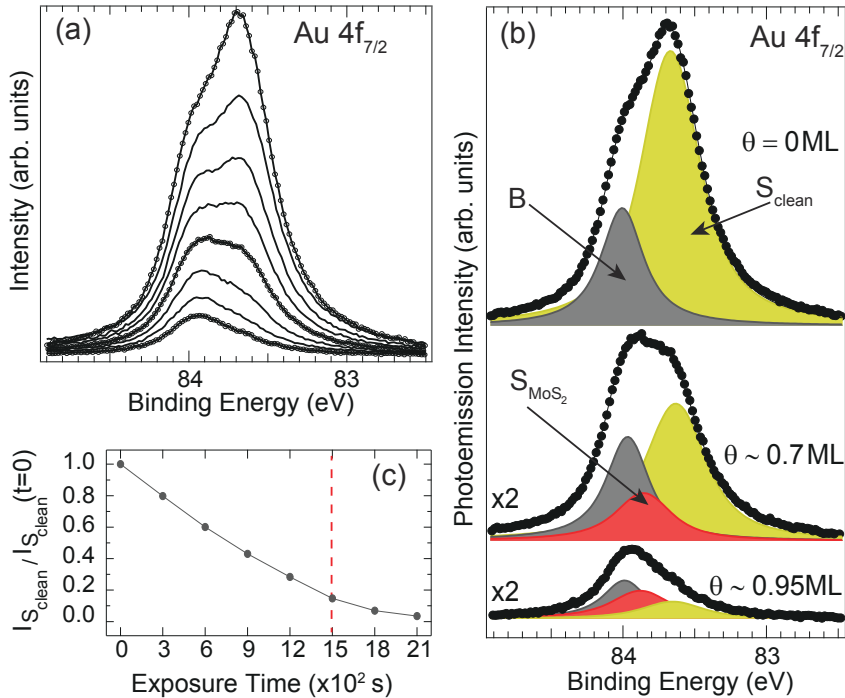 (a)
Au 4f7/2
Intensity (arb. units)
84
83
Binding Energy (eV)
(b)
Au 4f7/2
θ = 0ML
B
Sclean
SMoS2
θ ~ 0.7ML
x2
x2
θ ~ 0.95ML
Photoemission Intensity (arb. units)
84
83
Binding Energy (eV)
(c)
ISclean / ISclean(t=0)
1.0
0.8
0.6
0.4
0.2
0.0
0 3 6 9 12 15 18 21
Exposure Time (x10² s)